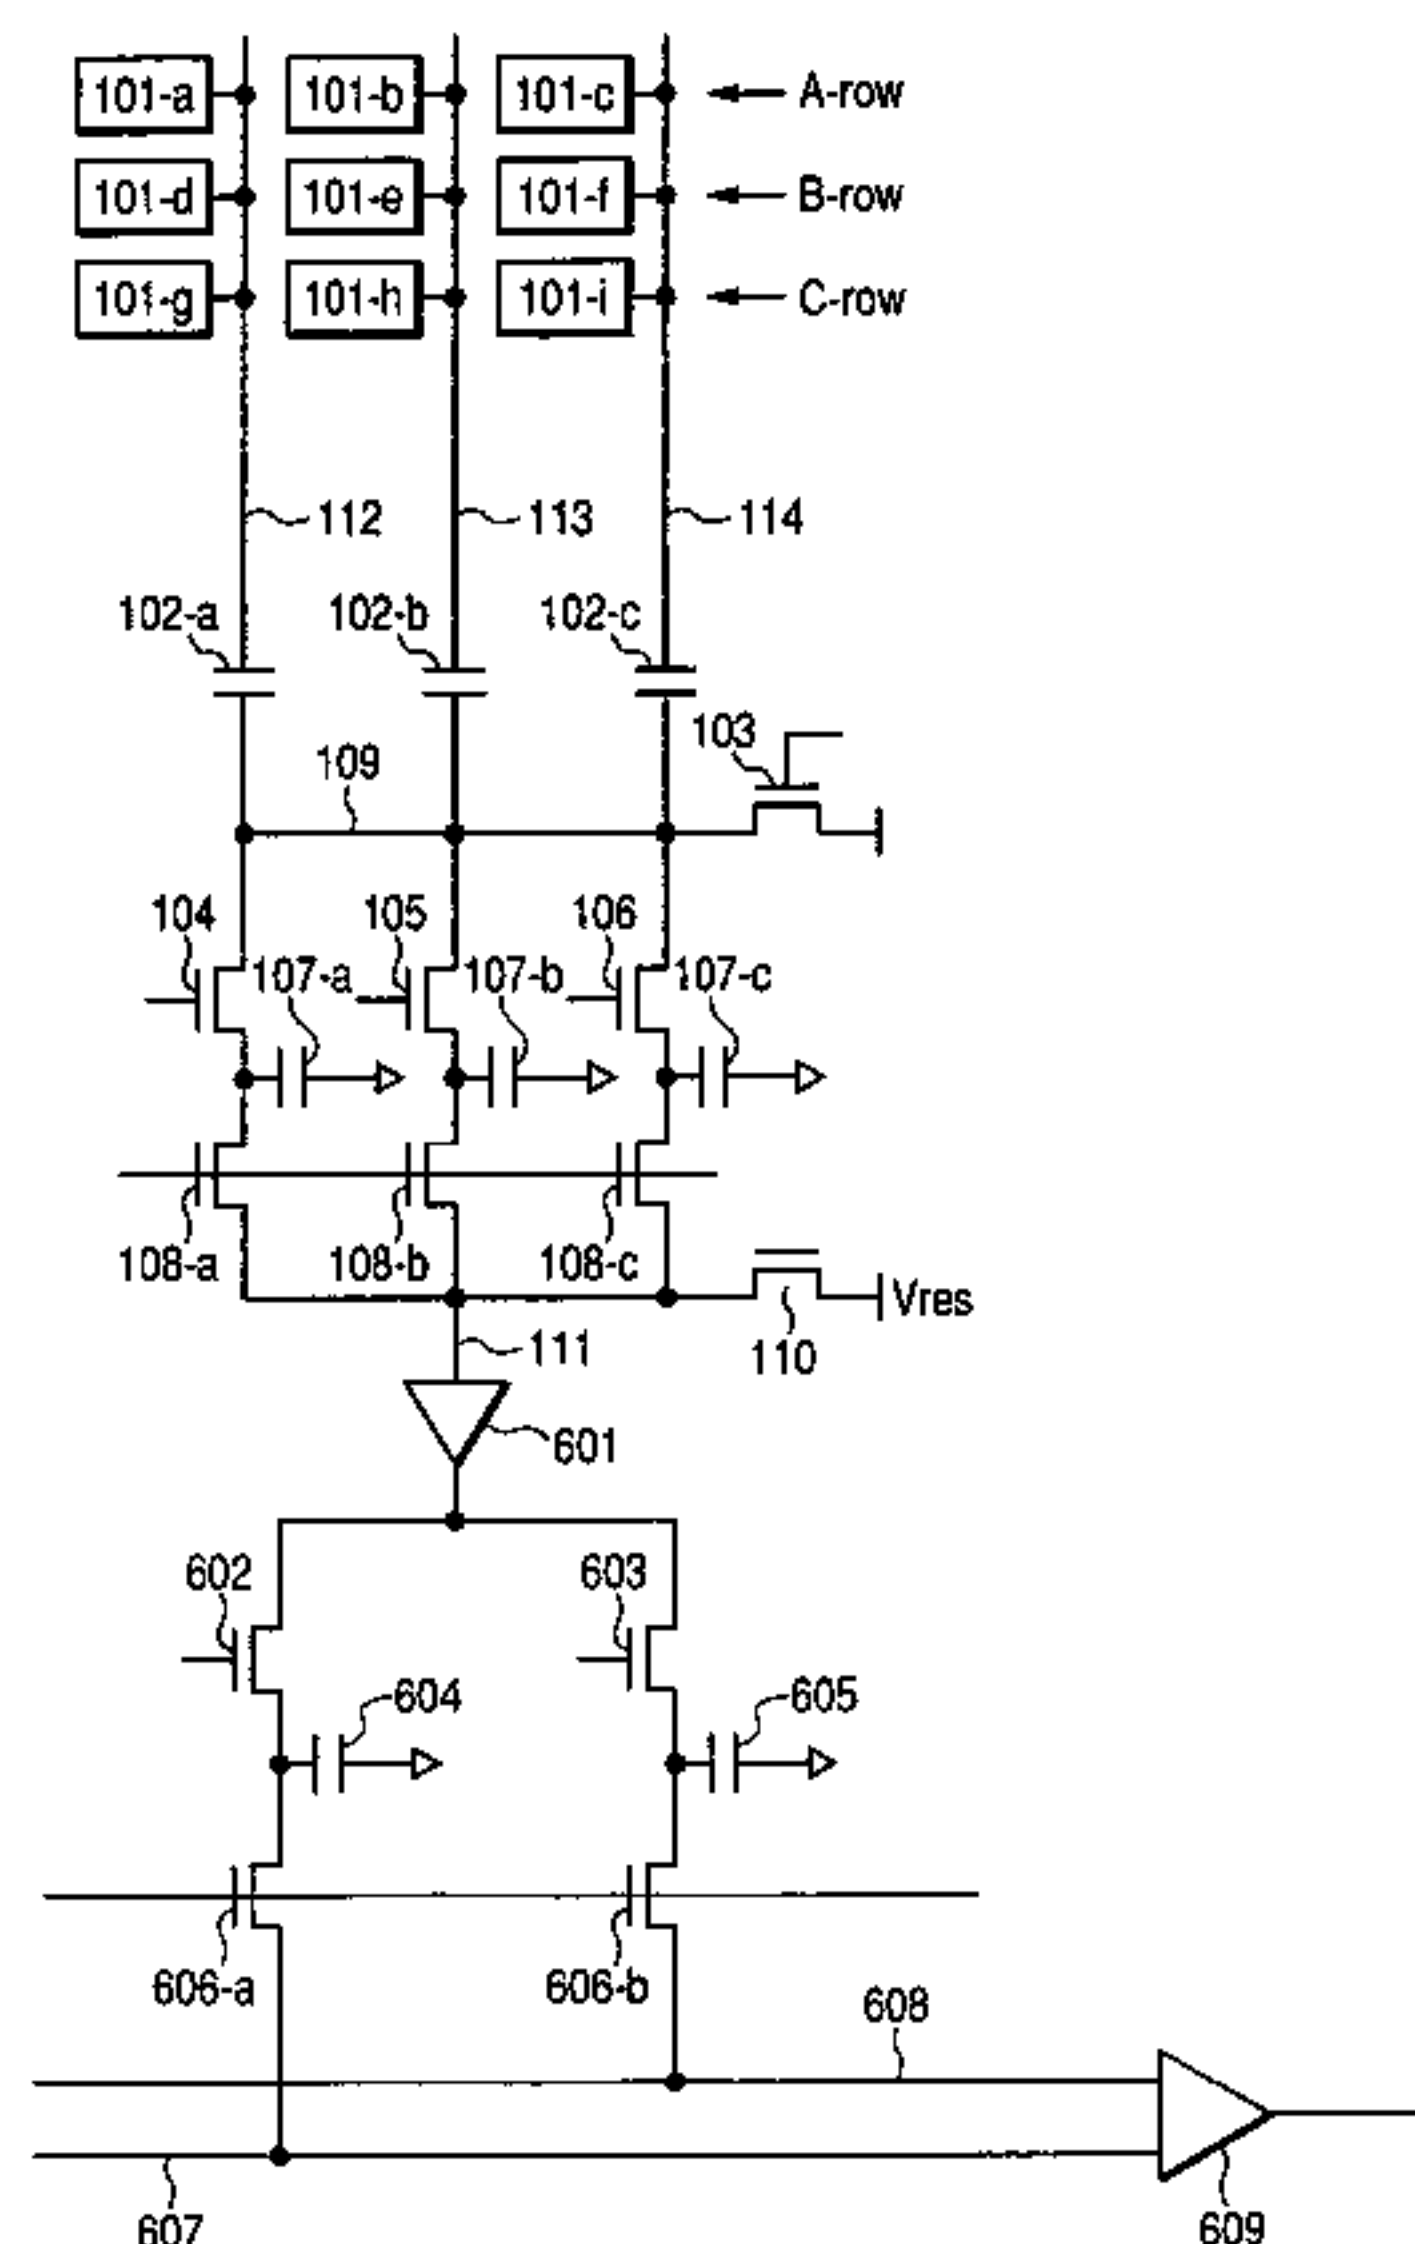 101-a 101-b 101-c A-row
101-d 101-e 101-f B-row
101-g 101-h 101-i C-row
112 113 114
102-a 102-b 102-c
103
109
104 105 106
107-a 107-b 107-c
108-a 108-b 108-c
Vres
111 110
601
602 603
604 605
606-a 606-b
608
607 609